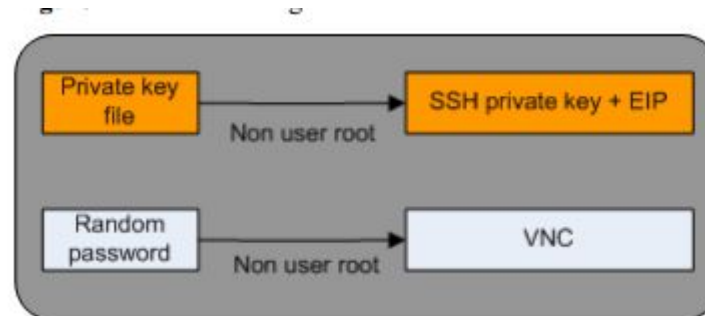 Private key
file
Non user root
SSH private key + EIP
Random
password
Non user root
VNC